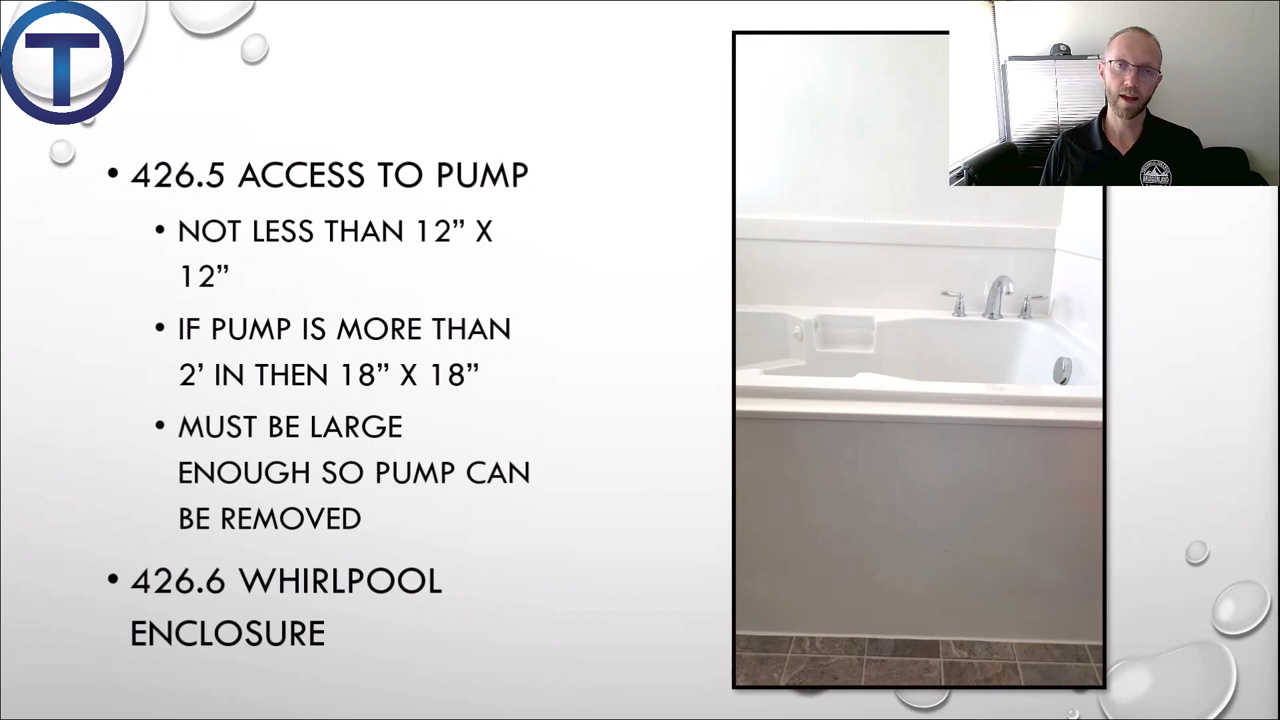 T
• 426.5 ACCESS TO PUMP
• NOT LESS THAN 12” X
12”
• IF PUMP IS MORE THAN
2’ IN THEN 18” X 18”
• MUST BE LARGE
ENOUGH SO PUMP CAN
BE REMOVED
• 426.6 WHIRLPOOL
ENCLOSURE
BRIDGERLAND